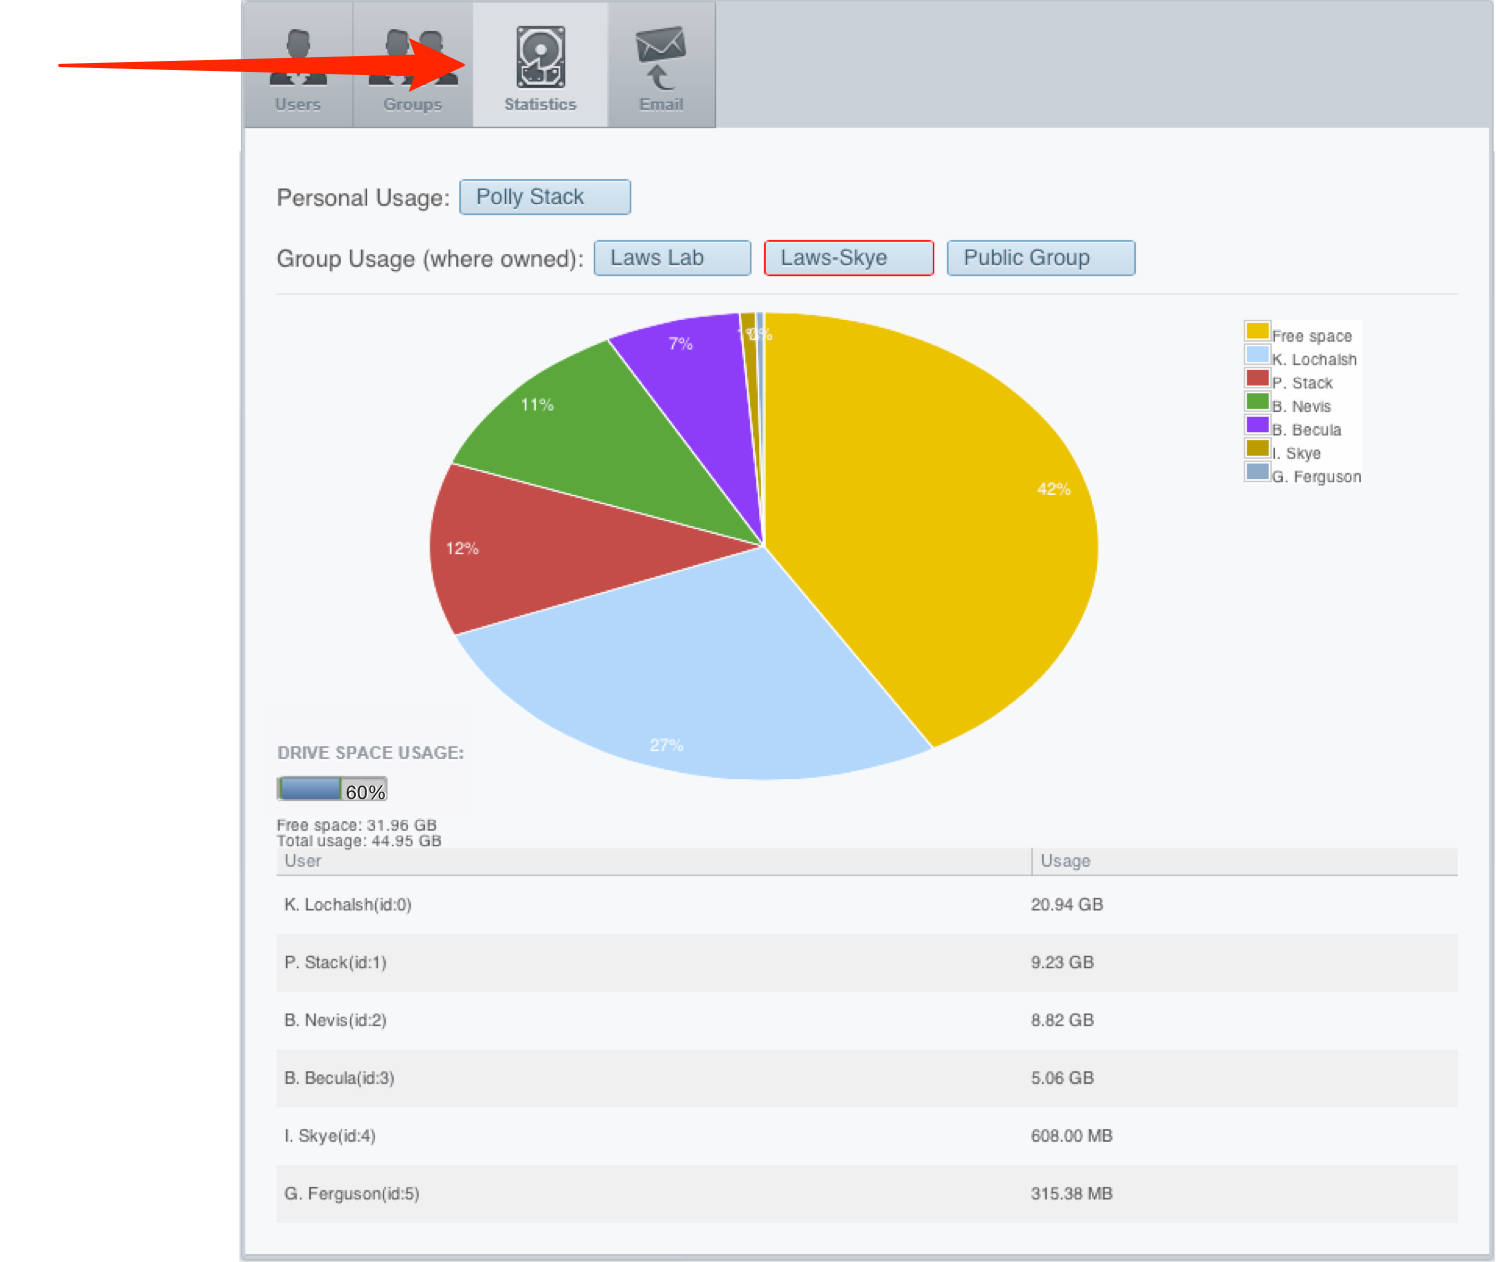 Users Groups Statistics Email
Personal Usage: Polly Stack
Group Usage (where owned): Laws Lab Laws-Skye Public Group
Free space
K. Lochalsh
P. Stack
B. Nevis
B. Becula
I. Skye
G. Ferguson
7%
11%
42%
12%
27%
DRIVE SPACE USAGE:
60%
Free space: 31.96 GB
Total usage: 44.95 GB
User Usage
K. Lochalsh(id:0) 20.94 GB
P. Stack(id:1) 9.23 GB
B. Nevis(id:2) 8.82 GB
B. Becula(id:3) 5.06 GB
I. Skye(id:4) 608.00 MB
G. Ferguson(id:5) 315.38 MB